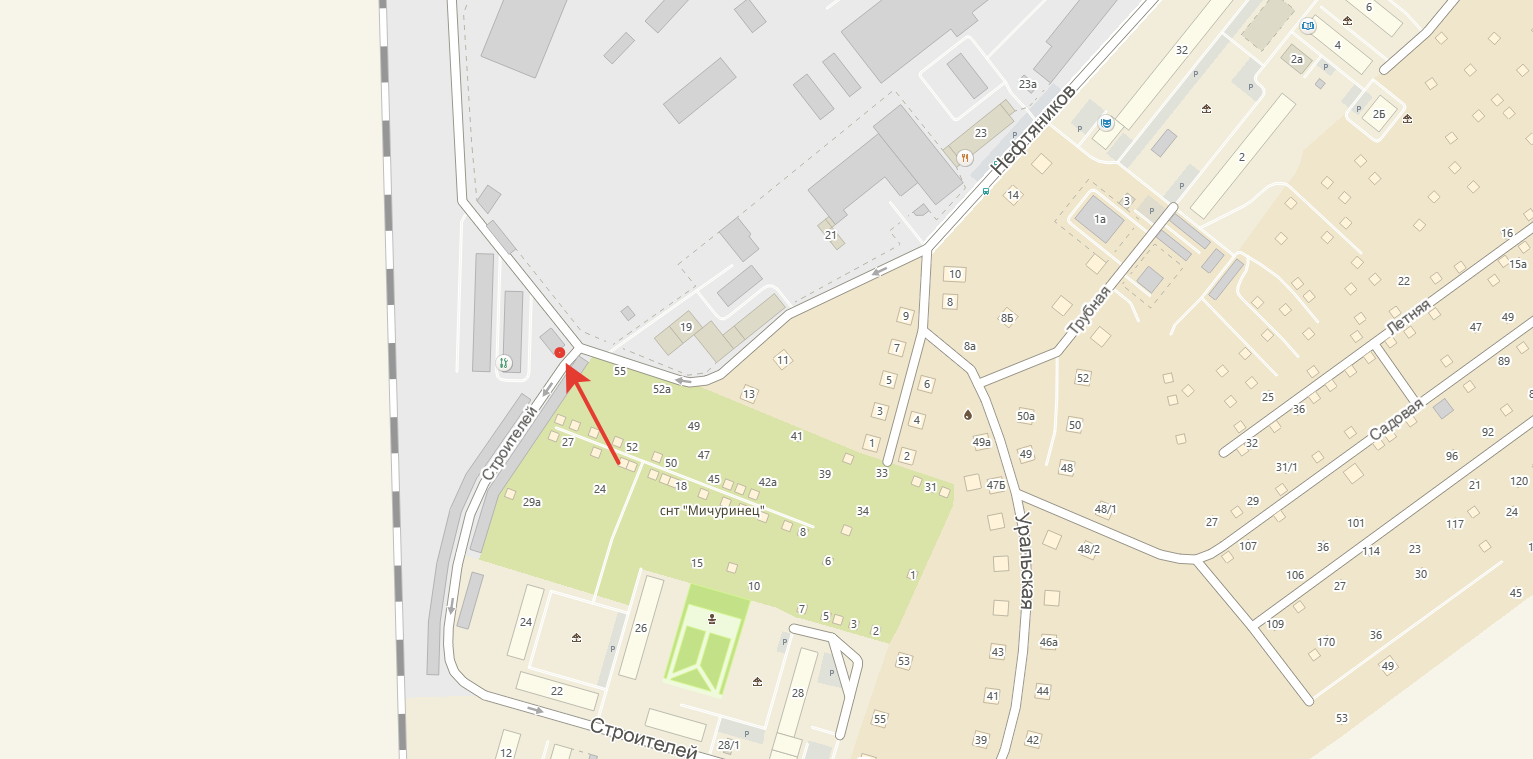 6
32
4
2а
23а
2Б
P
P
P
P
P
P
23
Нефтяников
2
P
14
3
P
1а
16
21
15а
10
22
8
9
8Б
Трубная
Летняя
49
19
47
7
8а
11
89
55
52
5
6
52а
13
25
3
36
50а
4
Садовая
49
50
41
1
92
27
52
49а
32
Строителей
47
2
49
96
50
48
31/1
39
33
45
42а
47Б
21
120
24
18
31
29
29а
48/1
снт "Мичуринец"
34
24
27
101
117
8
Уральская
107
36
48/2
114
23
15
6
106
30
1
10
27
45
7
5
3
2
109
24
26
36
46а
170
P
P
43
53
49
P
22
28
41
44
53
55
Строителей
P
39
42
28/1
12